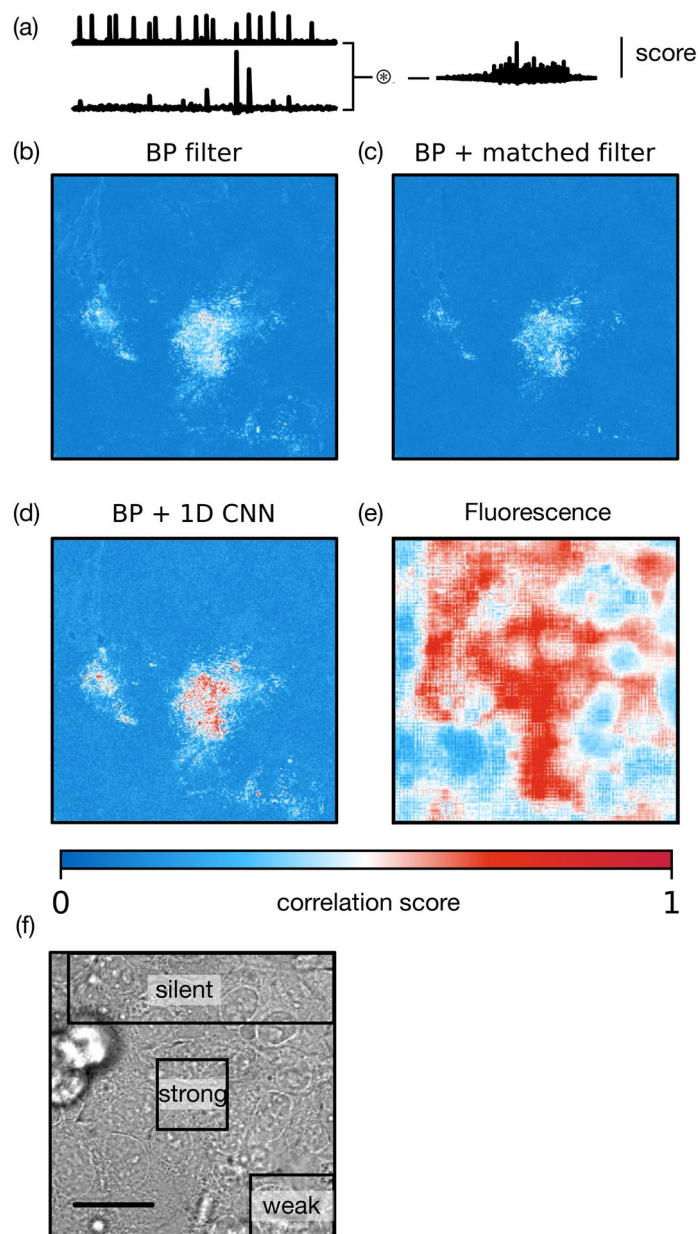 (a)
⊛
score
(b) BP filter
(c) BP + matched filter
(d) BP + 1D CNN
(e) Fluorescence
0 correlation score 1
(f)
silent
strong
weak